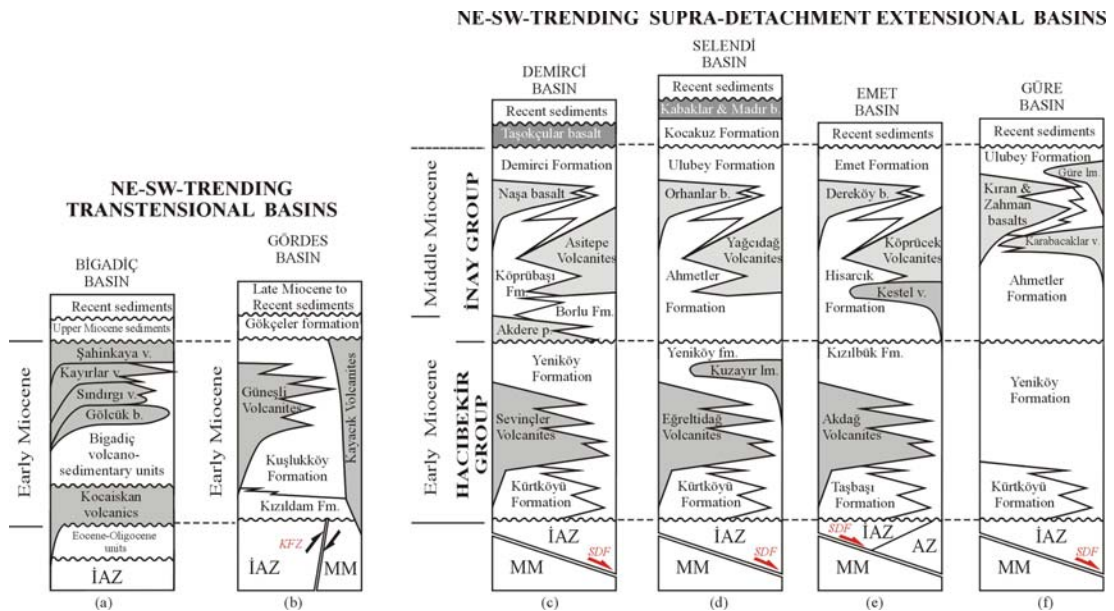 NE-SW-TRENDING SUPRA-DETACHMENT EXTENSIONAL BASINS
NE-SW-TRENDING
TRANSTENSIONAL BASINS
BİGADİÇ
BASIN
Recent sediments
Upper Miocene sediments
Şahinkaya v.
Kayırlar v.
Sındırgı v.
Gölcük b.
Bigadiç
volcano-
sedimentary units
Kocaiskan
volcanics
Eocene-Oligocene
units
İAZ
Early Miocene
(a)
GÖRDES
BASIN
Late Miocene to
Recent sediments
Gökçeler formation
Güneşli
Volcanites
Kayacık Volcanites
Kuşlukköy
Formation
Kızıldam Fm.
KFZ
İAZ
MM
Early Miocene
(b)
Middle Miocene
İNAY GROUP
Early Miocene
HACIBEKİR
GROUP
DEMİRCİ
BASIN
Recent sediments
Taşokçular basalt
Demirci Formation
Naşa basalt
Asitepe
Volcanites
Köprübaşı
Fm.
Borlu Fm.
Akdere p.
Yeniköy
Formation
Sevinçler
Volcanites
Kürtköyü
Formation
İAZ
SDF
MM
(c)
SELENDİ
BASIN
Recent sediments
Kabaklar & Madır b.
Kocakuz Formation
Ulubey Formation
Orhanlar b.
Yağcıdağ
Volcanites
Ahmetler
Formation
Yeniköy fm.
Kuzayır lm.
Eğreltidağ
Volcanites
Kürtköyü
Formation
İAZ
SDF
MM
(d)
EMET
BASIN
Recent sediments
Emet Formation
Dereköy b.
Köprücek
Volcanites
Hisarcık
Formation
Kestel v.
Kızılbük Fm.
Akdağ
Volcanites
Taşbaşı
Formation
SDF
İAZ
AZ
MM
(e)
GÜRE
BASIN
Recent sediments
Ulubey Formation
Güre lm.
Kıran &
Zahman
basalts
Karabacaklar v.
Ahmetler
Formation
Yeniköy
Formation
Kürtköyü
Formation
İAZ
SDF
MM
(f)